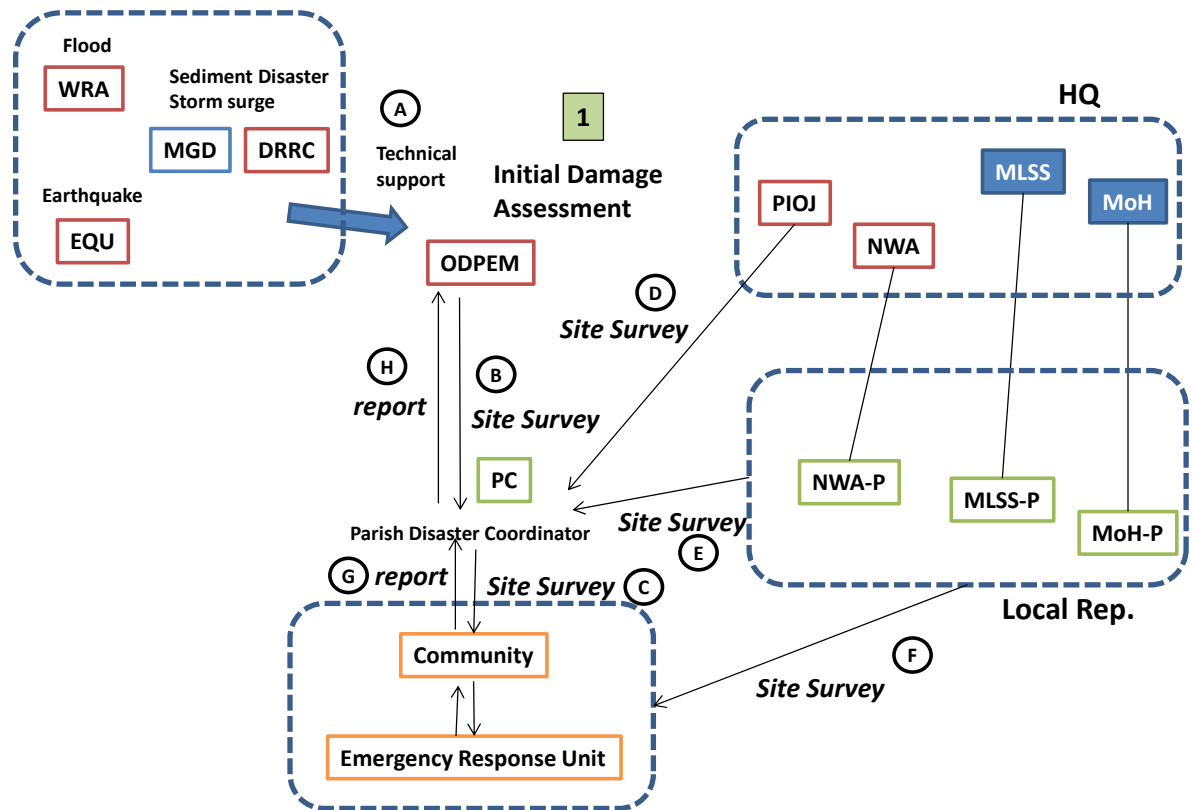 Flood
WRA
Sediment Disaster
Storm surge
MGD
DRRC
Earthquake
EQU
A
Technical
support
1
Initial Damage
Assessment
ODPEM
HQ
PIOJ
NWA
MLSS
MoH
D
Site Survey
H
report
B
Site Survey
PC
Parish Disaster Coordinator
NWA-P
MLSS-P
MoH-P
Site Survey
E
Local Rep.
G
report
Site Survey
C
Community
Emergency Response Unit
F
Site Survey